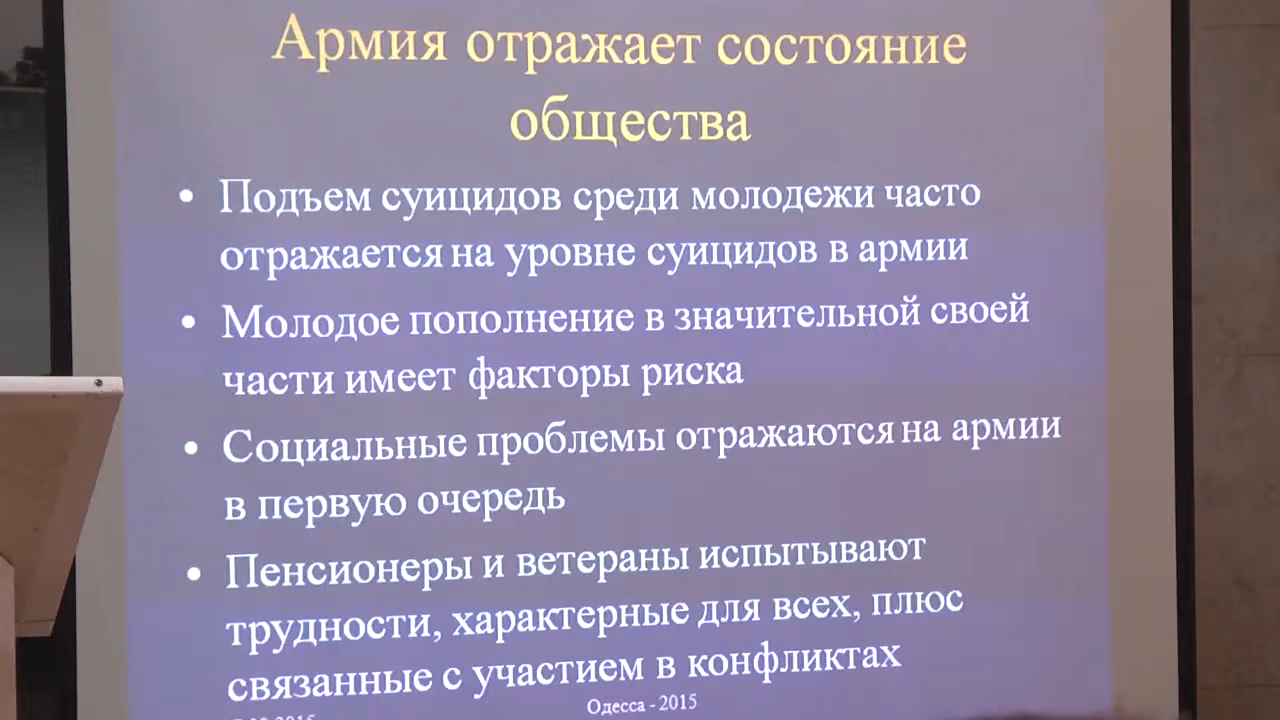 Армия отражает состояние
общества
• Подъем суицидов среди молодежи часто
отражается на уровне суицидов в армии
• Молодое пополнение в значительной своей
части имеет факторы риска
• Социальные проблемы отражаются на армии
в первую очередь
• Пенсионеры и ветераны испытывают
трудности, характерные для всех, плюс
связанные с участием в конфликтах
Одесса - 2015